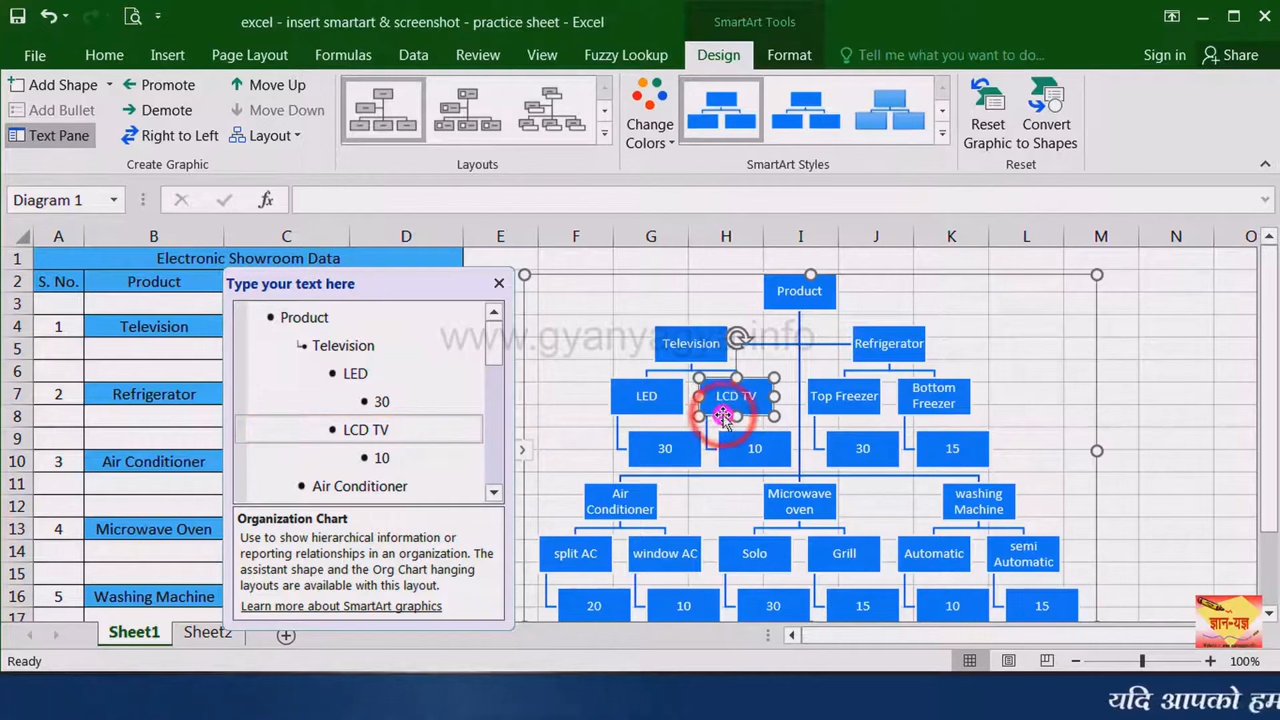 excel - insert smartart & screenshot - practice sheet - Excel
SmartArt Tools
File Home Insert Page Layout Formulas Data Review View Fuzzy Lookup Design Format Tell me what you want to do... Sign in Share
Add Shape Promote Move Up
Add Bullet Demote Move Down
Text Pane Right to Left Layout
Change Colors
Reset Graphic
Convert to Shapes
Create Graphic Layouts SmartArt Styles Reset
Diagram 1 fx
A B C D E F G H I J K L M N O
1 Electronic Showroom Data
2 S. No. Product
3
4 1 Television
5
6
7 2 Refrigerator
8
9
10 3 Air Conditioner
11
12
13 4 Microwave Oven
14
15
16 5 Washing Machine
17
Type your text here
Product
Television
LED
30
LCD TV
10
Air Conditioner
Organization Chart
Use to show hierarchical information or
reporting relationships in an organization. The
assistant shape and the Org Chart hanging
layouts are available with this layout.
Learn more about SmartArt graphics
www.gyanyagya.info
Product
Television Refrigerator
LED LCD TV Top Freezer Bottom Freezer
30 10 30 15
Air Conditioner Microwave oven washing Machine
split AC window AC Solo Grill Automatic semi Automatic
20 10 30 15 10 15
ज्ञान-यज्ञ
Sheet1 Sheet2
Ready 100%
यदि आपको हम